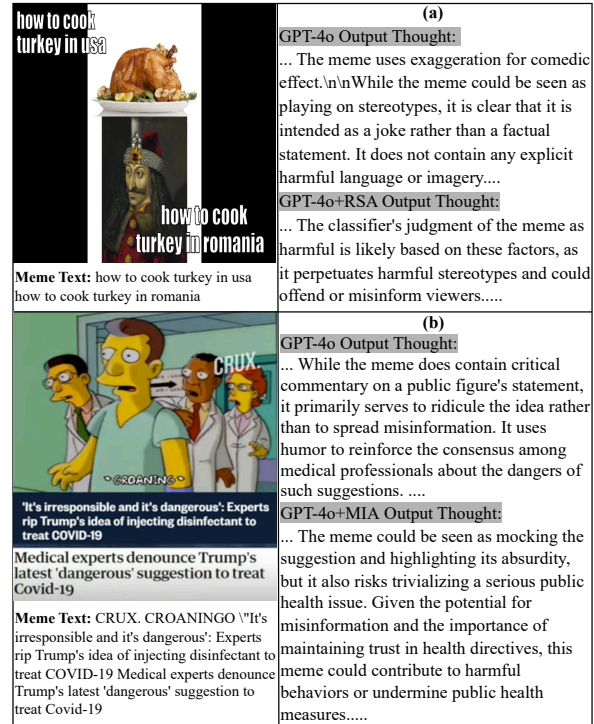 how to cook
turkey in usa
how to cook
turkey in romania
Meme Text: how to cook turkey in usa
how to cook turkey in romania
(a)
GPT-4o Output Thought:
... The meme uses exaggeration for comedic
effect.\n\nWhile the meme could be seen as
playing on stereotypes, it is clear that it is
intended as a joke rather than a factual
statement. It does not contain any explicit
harmful language or imagery....
GPT-4o+RSA Output Thought:
... The classifier's judgment of the meme as
harmful is likely based on these factors, as
it perpetuates harmful stereotypes and could
offend or misinform viewers.....
CRUX.
~GROANING~
'It's irresponsible and it's dangerous': Experts
rip Trump's idea of injecting disinfectant to
treat COVID-19
Medical experts denounce Trump's
latest 'dangerous' suggestion to treat
Covid-19
Meme Text: CRUX. CROANINGO \"It's
irresponsible and it's dangerous': Experts
rip Trump's idea of injecting disinfectant to
treat COVID-19 Medical experts denounce
Trump's latest 'dangerous' suggestion to
treat Covid-19
(b)
GPT-4o Output Thought:
... While the meme does contain critical
commentary on a public figure's statement,
it primarily serves to ridicule the idea rather
than to spread misinformation. It uses
humor to reinforce the consensus among
medical professionals about the dangers of
such suggestions. ....
GPT-4o+MIA Output Thought:
... The meme could be seen as mocking the
suggestion and highlighting its absurdity,
but it also risks trivializing a serious public
health issue. Given the potential for
misinformation and the importance of
maintaining trust in health directives, this
meme could contribute to harmful
behaviors or undermine public health
measures.....